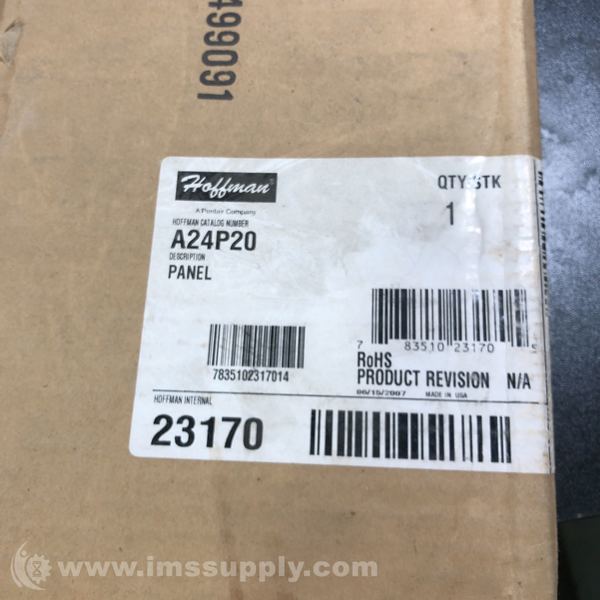 499091
Hoffman
A Pentair Company
QTY STK
1
HOFFMAN CATALOG NUMBER
A24P20
DESCRIPTION
PANEL
7835102317014
7 83510 23170 5
RoHS
PRODUCT REVISION N/A
06/15/2007 MADE IN USA
HOFFMAN INTERNAL
23170
www.imssupply.com